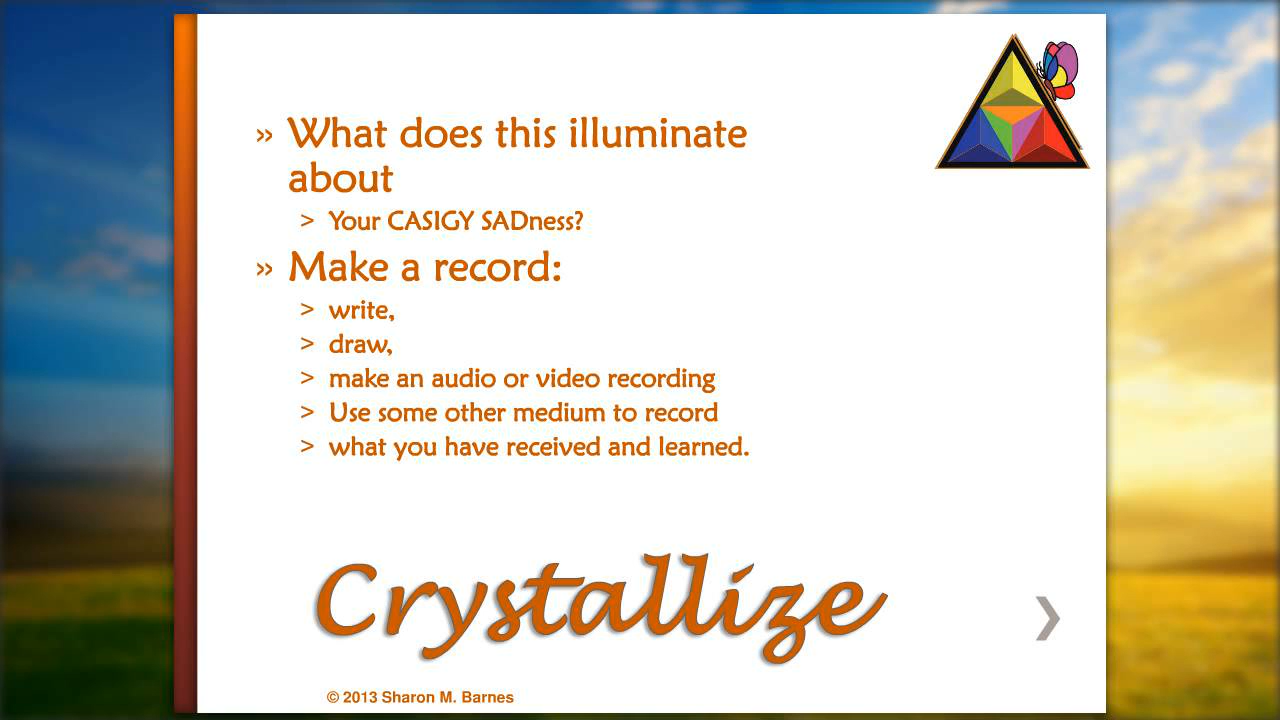 » What does this illuminate
about
> Your CASIGY SADness?
» Make a record:
> write,
> draw,
> make an audio or video recording
> Use some other medium to record
> what you have received and learned.
Crystallize
© 2013 Sharon M. Barnes